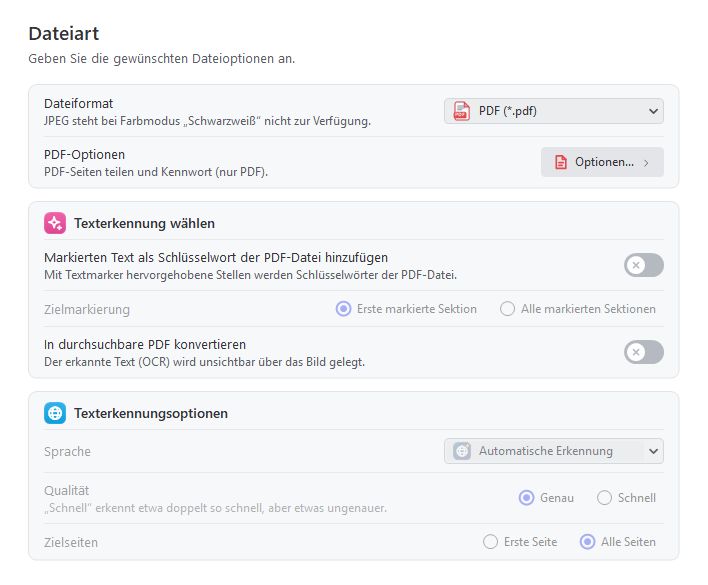 Dateiart
Geben Sie die gewünschten Dateioptionen an.
Dateiformat
JPEG steht bei Farbmodus „Schwarzweiß“ nicht zur Verfügung.
PDF (*.pdf)
PDF-Optionen
PDF-Seiten teilen und Kennwort (nur PDF).
Optionen...
Texterkennung wählen
Markierten Text als Schlüsselwort der PDF-Datei hinzufügen
Mit Textmarker hervorgehobene Stellen werden Schlüsselwörter der PDF-Datei.
Zielmarkierung
Erste markierte Sektion
Alle markierten Sektionen
In durchsuchbare PDF konvertieren
Der erkannte Text (OCR) wird unsichtbar über das Bild gelegt.
Texterkennungsoptionen
Sprache
Automatische Erkennung
Qualität
„Schnell“ erkennt etwa doppelt so schnell, aber etwas ungenauer.
Genau
Schnell
Zielseiten
Erste Seite
Alle Seiten